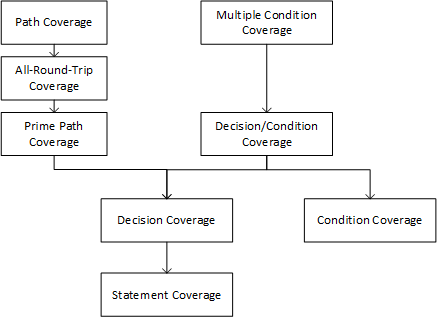 Path Coverage
Multiple Condition
Coverage
All-Round-Trip
Coverage
Prime Path
Coverage
Decision/Condition
Coverage
Decision Coverage
Condition Coverage
Statement Coverage